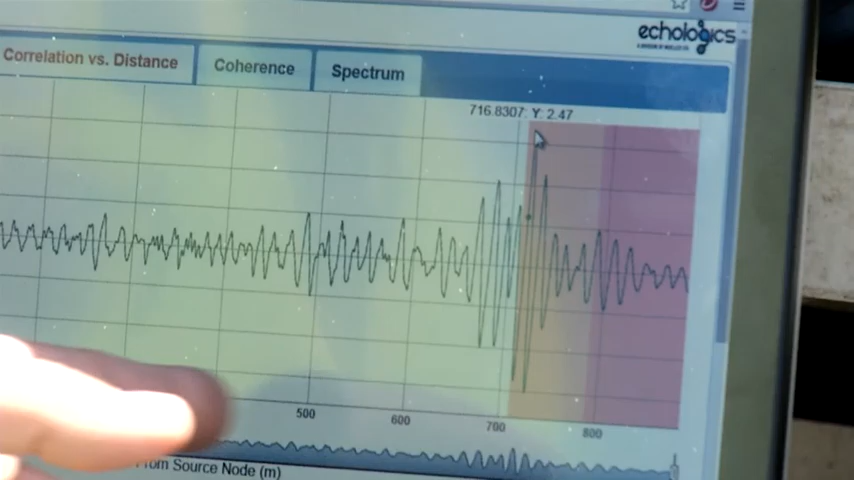 echologics
Correlation vs. Distance
Coherence
Spectrum
716.8307: Y: 2.47
500
600
700
800
From Source Node (m)